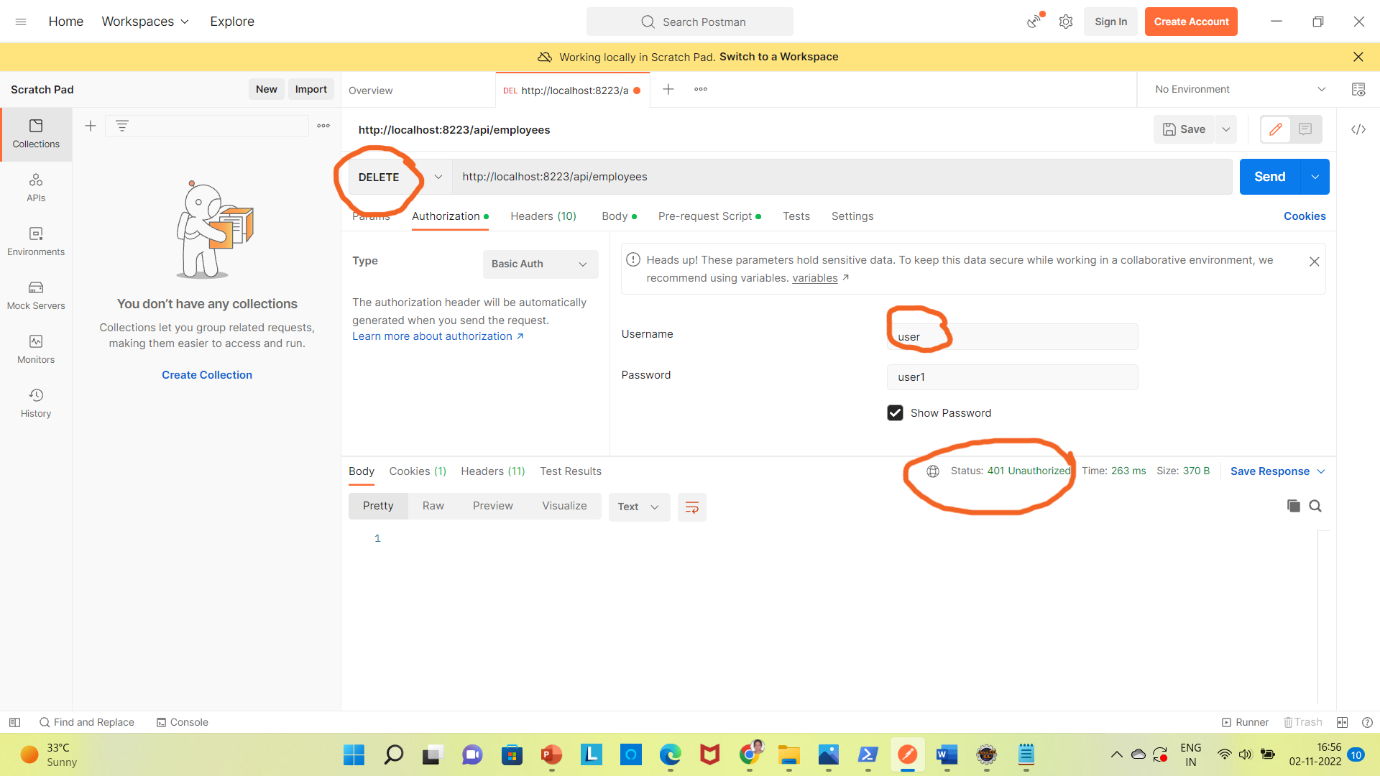 Home Workspaces Explore Search Postman Sign In Create Account
Working locally in Scratch Pad. Switch to a Workspace
Scratch Pad New Import Overview DEL http://localhost:8223/a No Environment
Collections
http://localhost:8223/api/employees Save
DELETE http://localhost:8223/api/employees Send
APIs
Params Authorization Headers (10) Body Pre-request Script Tests Settings Cookies
Environments
Type Basic Auth
Heads up! These parameters hold sensitive data. To keep this data secure while working in a collaborative environment, we
recommend using variables. variables ↗
Mock Servers
You don't have any collections
Collections let you group related requests,
making them easier to access and run.
Create Collection
The authorization header will be automatically
generated when you send the request.
Learn more about authorization ↗
Username user
Password user1
Show Password
Monitors
History
Body Cookies (1) Headers (11) Test Results Status: 401 Unauthorized Time: 263 ms Size: 370 B Save Response
Pretty Raw Preview Visualize Text
1
Find and Replace Console Runner Trash
33°C
Sunny
ENG
IN
16:56
02-11-2022
10